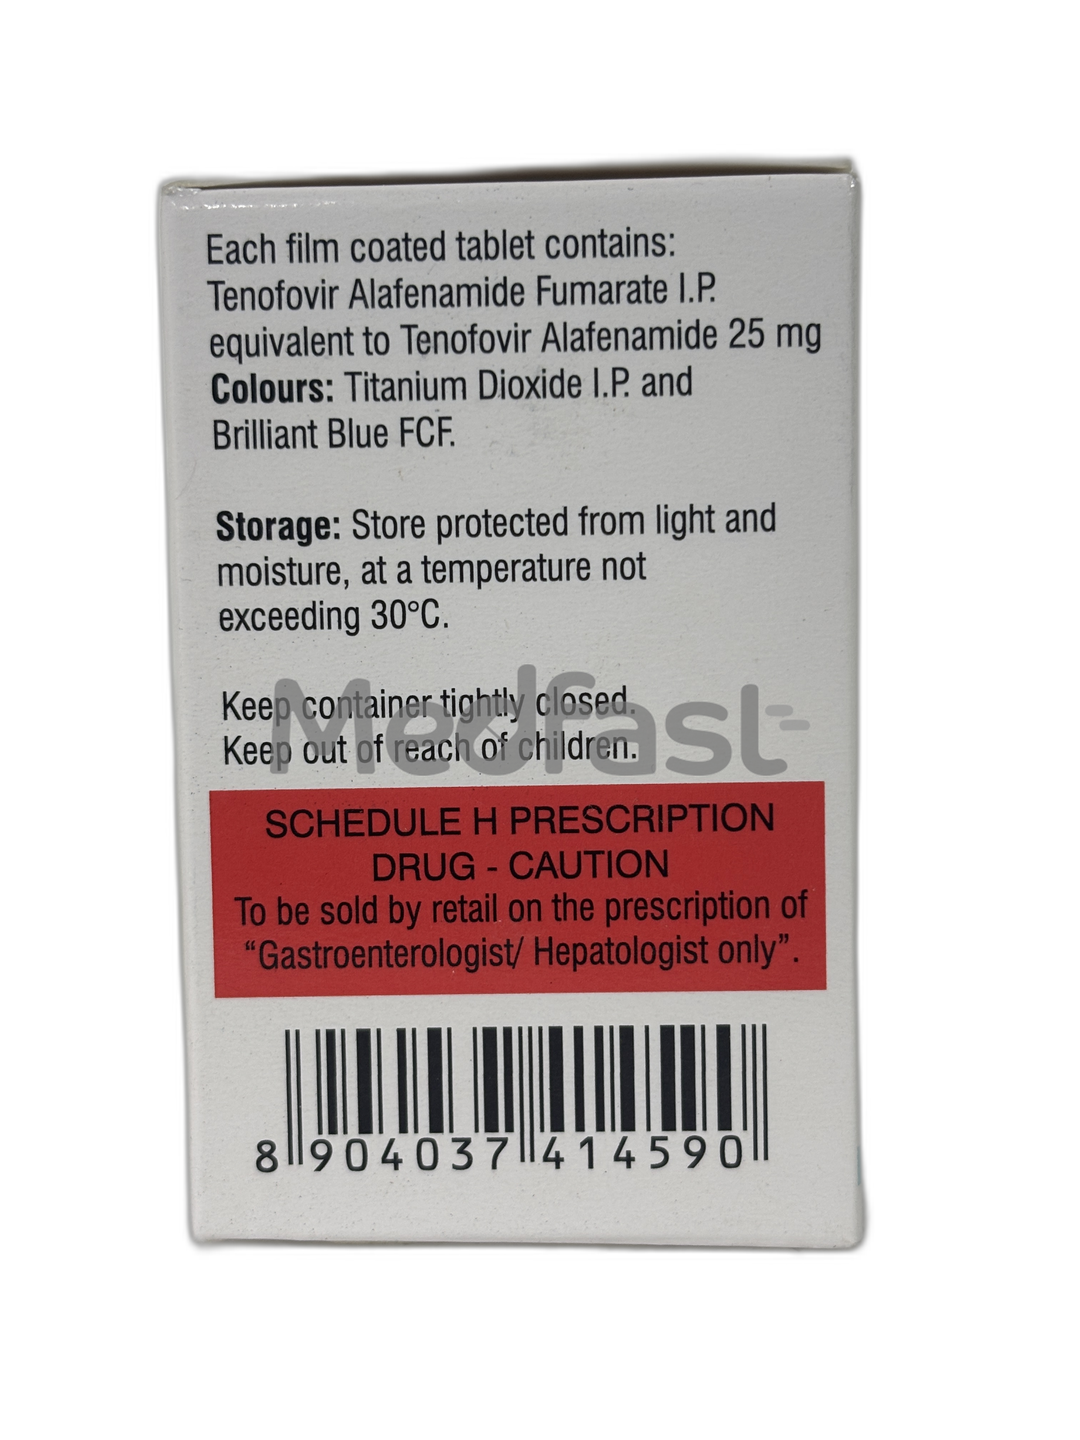 Each film coated tablet contains:
Tenofovir Alafenamide Fumarate I.P.
equivalent to Tenofovir Alafenamide 25 mg
Colours: Titanium Dioxide I.P. and
Brilliant Blue FCF.
Storage: Store protected from light and
moisture, at a temperature not
exceeding 30°C.
Keep container tightly closed.
Keep out of reach of children.
Medfast
SCHEDULE H PRESCRIPTION
DRUG - CAUTION
To be sold by retail on the prescription of
“Gastroenterologist/ Hepatologist only”.
8 904037 414590